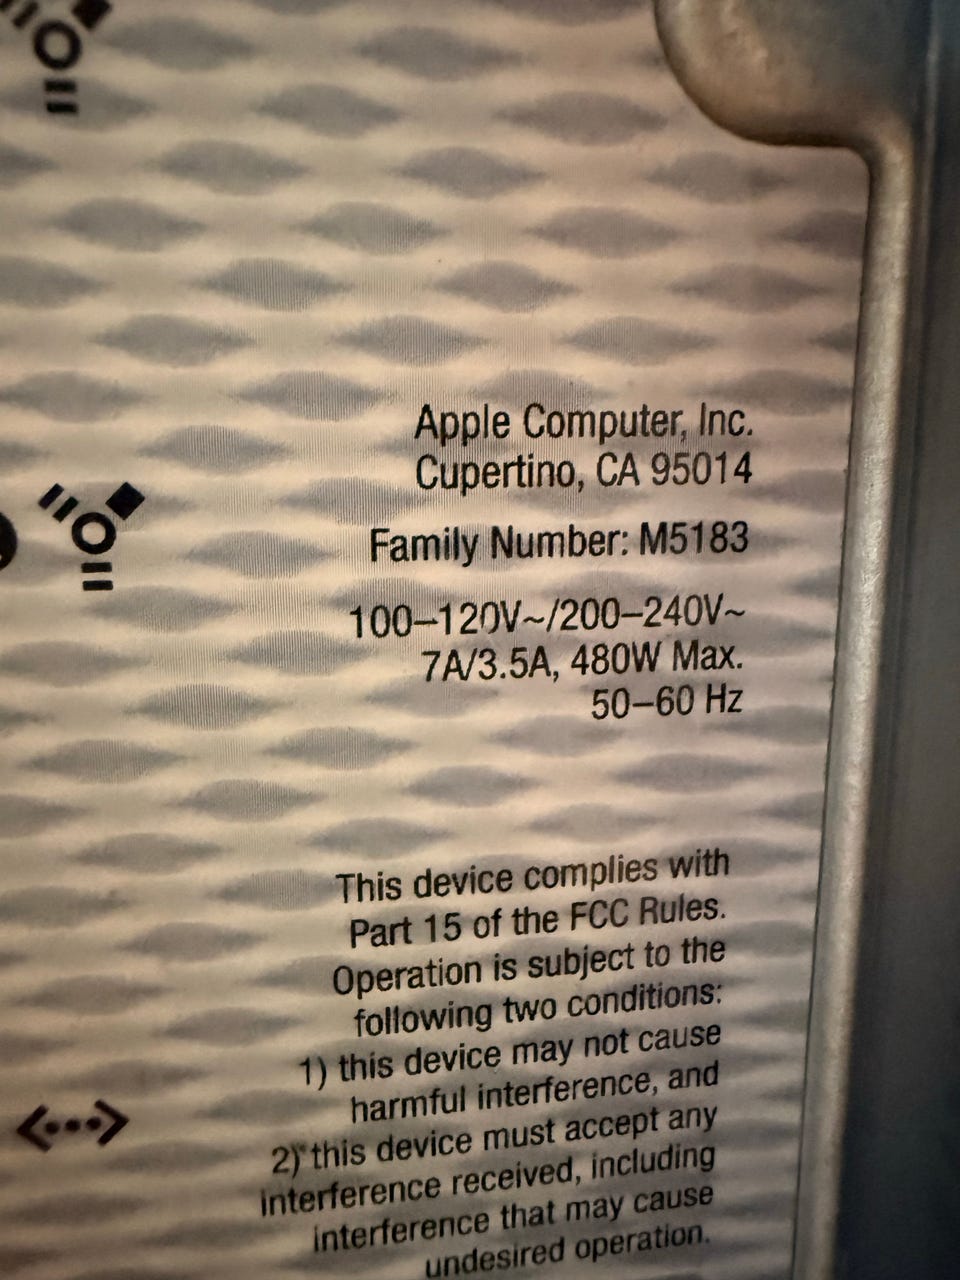 Apple Computer, Inc.
Cupertino, CA 95014
Family Number: M5183
100–120V~/200–240V~
7A/3.5A, 480W Max.
50–60 Hz
This device complies with
Part 15 of the FCC Rules.
Operation is subject to the
following two conditions:
1) this device may not cause
harmful interference, and
2) this device must accept any
interference received, including
interference that may cause
undesired operation.